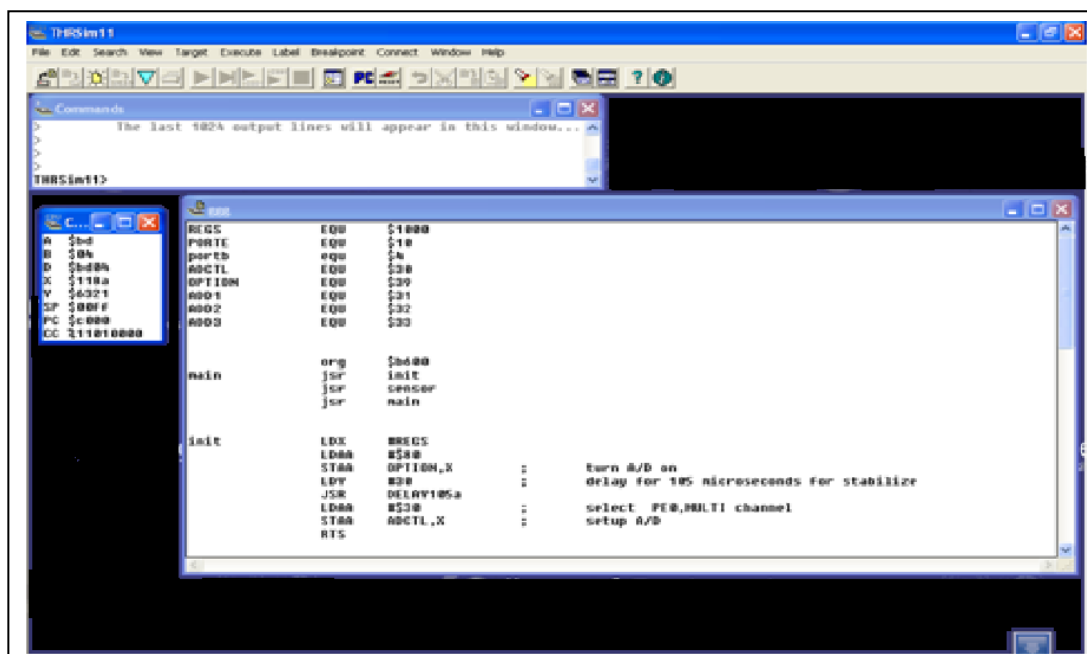 THRSim11
File Edit Search View Target Execute Label Breakpoint Connect Window Help
Commands
> The last 1024 output lines will appear in this window...
>
>
>
THRSim11>
C...
A $bd
B $04
D $bd04
X $118a
Y $6321
SP $00FF
PC $c000
CC %11010000
REGS EQU $1000
PORTE EQU $10
portb equ $4
ADCTL EQU $30
OPTION EQU $39
ADD1 EQU $31
ADD2 EQU $32
ADD3 EQU $33
org $b600
main jsr init
jsr sensor
jsr main
init LDX #REGS
LDAA #$80
STAA OPTION,X ; turn A/D on
LDY #30 ; delay for 105 microseconds for stabilize
JSR DELAY105a
LDAA #$30 ; select PE0,MULTI channel
STAA ADCTL,X ; setup A/D
RTS